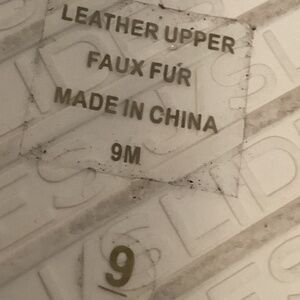 LEATHER UPPER
FAUX FUR
MADE IN CHINA
9M
9